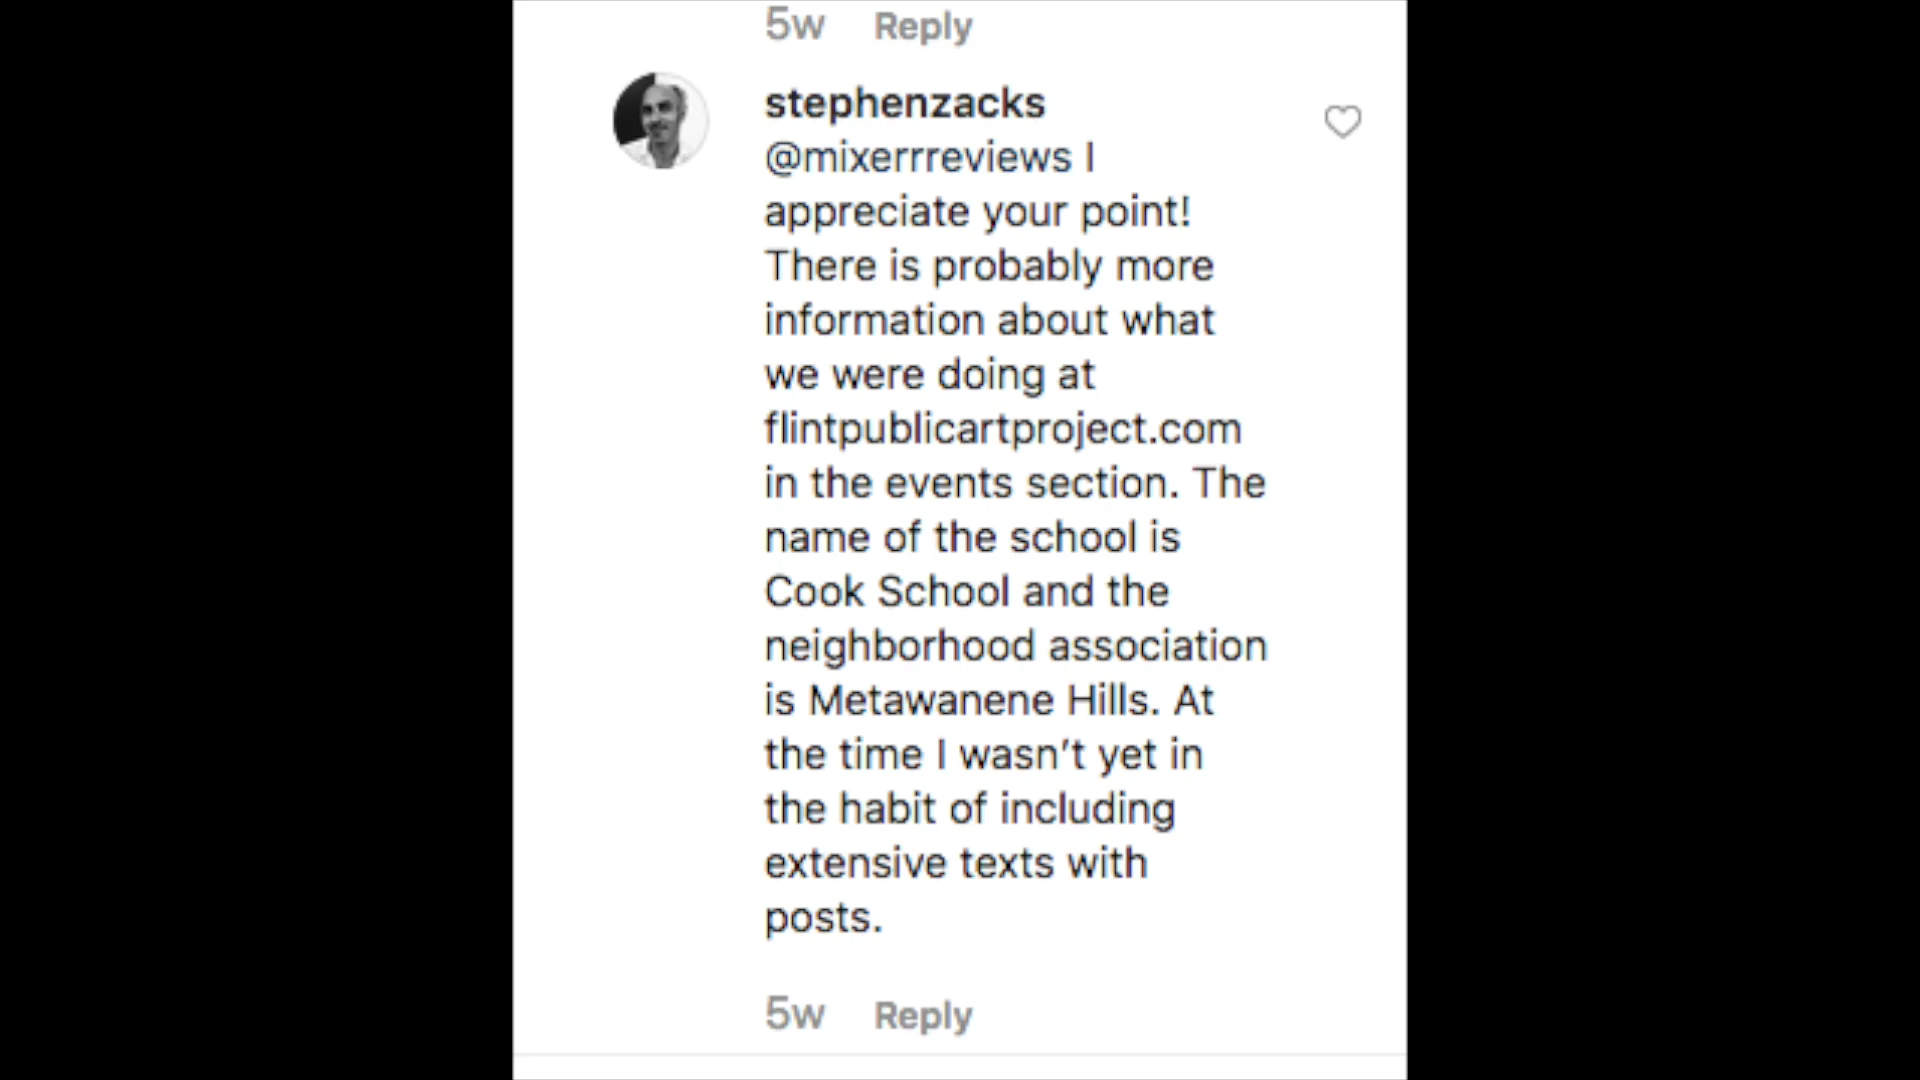 5w Reply
stephenzacks
@mixerrreviews I
appreciate your point!
There is probably more
information about what
we were doing at
flintpublicartproject.com
in the events section. The
name of the school is
Cook School and the
neighborhood association
is Metawanene Hills. At
the time I wasn't yet in
the habit of including
extensive texts with
posts.
5w Reply